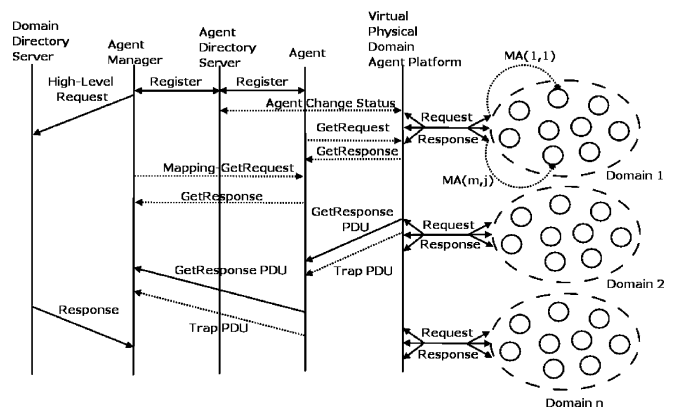 Domain
Directory
Server
Agent
Manager
Agent
Directory
Server
Agent
Virtual
Physical
Domain
Agent Platform
MA(1,1)
High-Level
Request
Register
Register
Agent Change Status
Request
Response
GetRequest
GetResponse
Mapping-GetRequest
MA(m,j)
Domain 1
GetResponse
GetResponse
PDU
Request
Response
GetResponse PDU
Trap PDU
Domain 2
Response
Trap PDU
Request
Response
Domain n